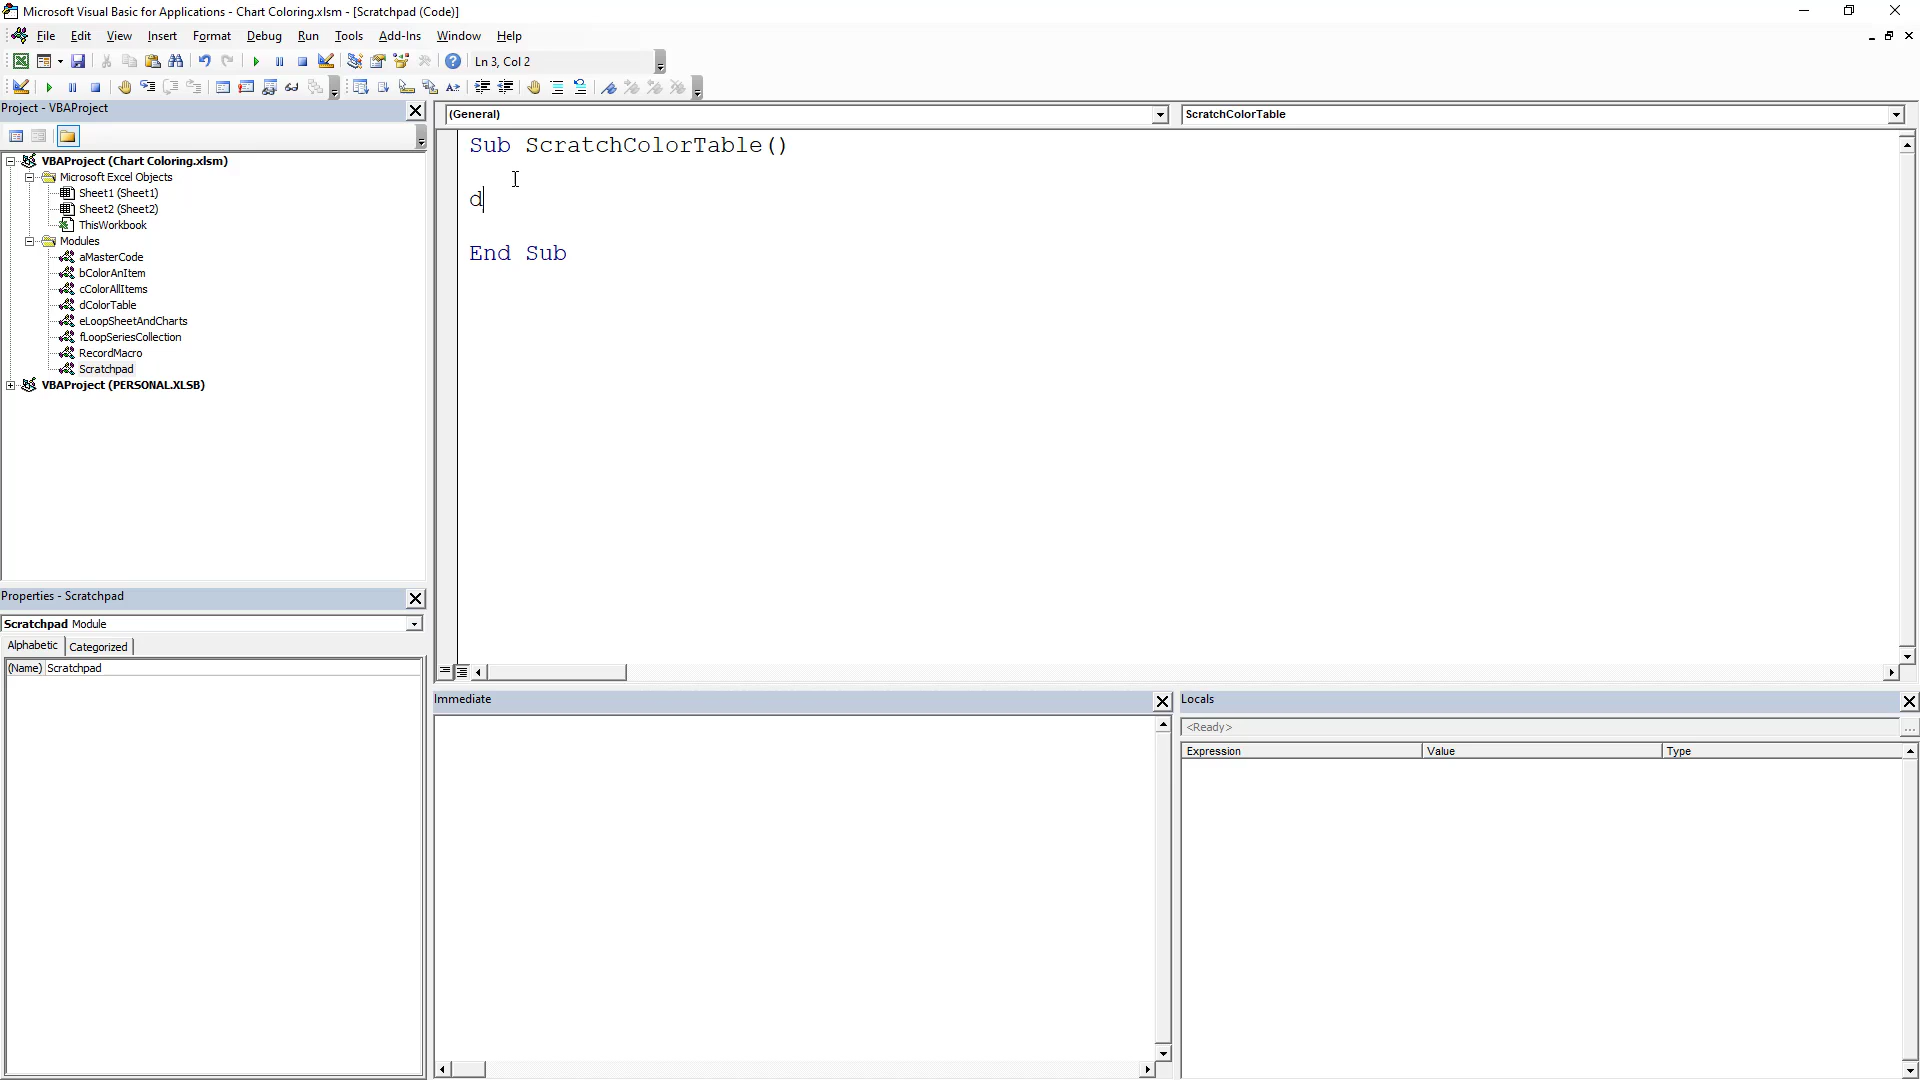 Microsoft Visual Basic for Applications - Chart Coloring.xlsm - [Scratchpad (Code)]
File Edit View Insert Format Debug Run Tools Add-Ins Window Help
Ln 3, Col 2
Project - VBAProject
(General)
ScratchColorTable
VBAProject (Chart Coloring.xlsm)
Microsoft Excel Objects
Sheet1 (Sheet1)
Sheet2 (Sheet2)
ThisWorkbook
Modules
aMasterCode
bColorAnItem
cColorAllItems
dColorTable
eLoopSheetAndCharts
fLoopSeriesCollection
RecordMacro
Scratchpad
VBAProject (PERSONAL.XLSB)
Sub ScratchColorTable()
d
End Sub
Properties - Scratchpad
Scratchpad Module
Alphabetic Categorized
(Name) Scratchpad
Immediate
Locals
<Ready>
Expression Value Type